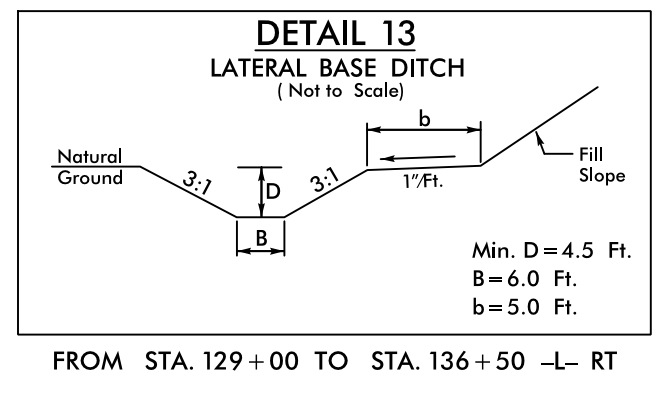 DETAIL 13
LATERAL BASE DITCH
( Not to Scale)
b
Natural
Ground
3:1
D
3:1
1"/Ft.
Fill
Slope
B
Min. D = 4.5 Ft.
B = 6.0 Ft.
b = 5.0 Ft.
FROM STA. 129 + 00 TO STA. 136 + 50 -L- RT